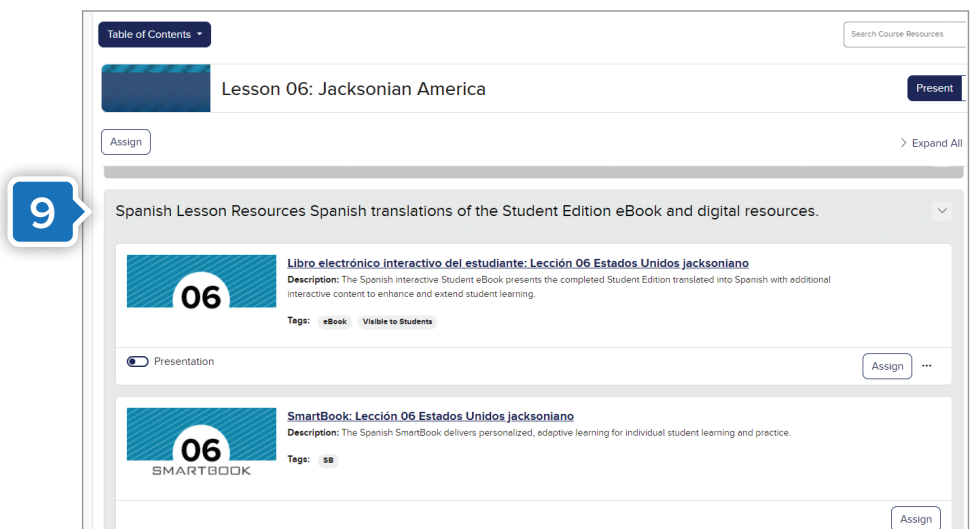 Table of Contents
Search Course Resources
Lesson 06: Jacksonian America
Present
Assign
Expand All
9
Spanish Lesson Resources Spanish translations of the Student Edition eBook and digital resources.
06
Libro electrónico interactivo del estudiante: Lección 06 Estados Unidos jacksoniano
Description: The Spanish interactive Student eBook presents the completed Student Edition translated into Spanish with additional
interactive content to enhance and extend student learning.
Tags: eBook Visible to Students
Presentation
Assign ...
06
SMARTBOOK
SmartBook: Lección 06 Estados Unidos jacksoniano
Description: The Spanish SmartBook delivers personalized, adaptive learning for individual student learning and practice.
Tags: SB
Assign